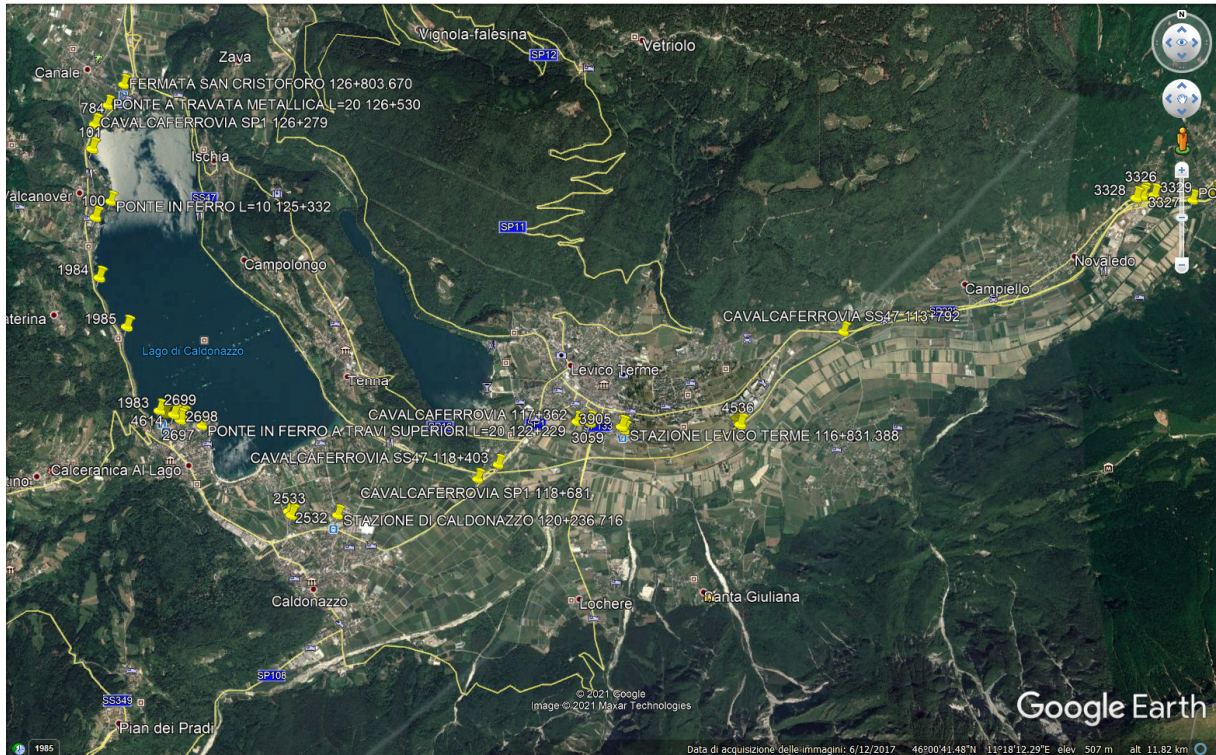 N
Vignola-falesina
SP12
Vetriolo
Zava
Canale
FERMATA SAN CRISTOFORO 126+803.670
784
PONTE A TRAVATA METALLICA L=20 126+530
CAVALCAFERROVIA SP1 126+279
101
Ischia
Valcanover
SS47
100
PONTE IN FERRO L=10 125+332
SP11
3326
3328
3329
3327
Campolongo
Novaledo
1984
Campiello
1985
CAVALCAFERROVIA SS47 113+792
Lago di Caldonazzo
Levico Terme
Tenna
1983
2699
4614
2698
2697
CAVALCAFERROVIA 117+362
3905
3059
4536
PONTE IN FERRO A TRAVI SUPERIORI L=20 122+229
STAZIONE LEVICO TERME 116+831.388
CAVALCAFERROVIA SS47 118+403
Calceranica Al Lago
CAVALCAFERROVIA SP1 118+681
2533
2532
STAZIONE DI CALDONAZZO 120+236.716
Caldonazzo
Lochere
Santa Giuliana
SP108
SS349
Pian dei Pradi
© 2021 Google
Image © 2021 Maxar Technologies
Google Earth
1985
Data di acquisizione delle immagini: 6/12/2017 46°00'41.48"N 11°18'12.29"E elev 507 m alt 11.82 km